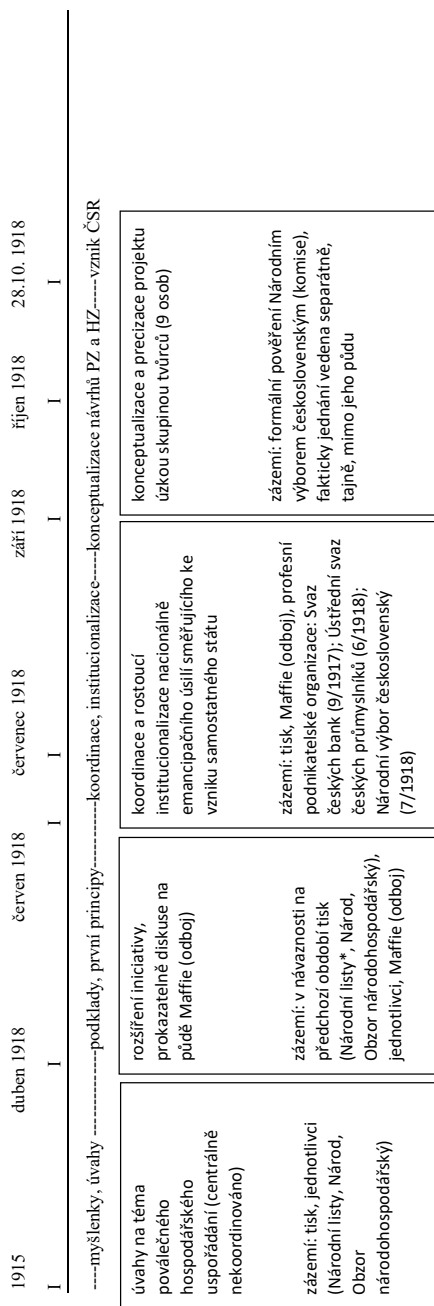 1915 duben 1918 červen 1918 červenec 1918 září 1918 říjen 1918 28.10. 1918
I I I I I I I
----myšlenky, úvahy --------------podklady, první principy----------koordinace, institucionalizace-----konceptualizace návrhů PZ a HZ-----vznik ČSR
úvahy na téma
poválečného
hospodářského
uspořádání (centrálně
nekoordinováno)
zázemí: tisk, jednotlivci
(Národní listy, Národ,
Obzor
národohospodářský)
rozšíření iniciativy,
prokazatelně diskuse na
půdě Maffie (odboj)
zázemí: v návaznosti na
předchozí období tisk
(Národní listy*, Národ,
Obzor národohospodářský),
jednotlivci, Maffie (odboj)
koordinace a rostoucí
institucionalizace nacionálně
emancipačního úsilí směřujícího ke
vzniku samostatného státu
zázemí: tisk, Maffie (odboj), profesní
podnikatelské organizace: Svaz
českých bank (9/1917); Ústřední svaz
českých průmyslníků (6/1918);
Národní výbor československý
(7/1918)
konceptualizace a precizace projektu
úzkou skupinou tvůrců (9 osob)
zázemí: formální pověření Národním
výborem československým (komise),
fakticky jednání vedena separátně,
tajně, mimo jeho půdu